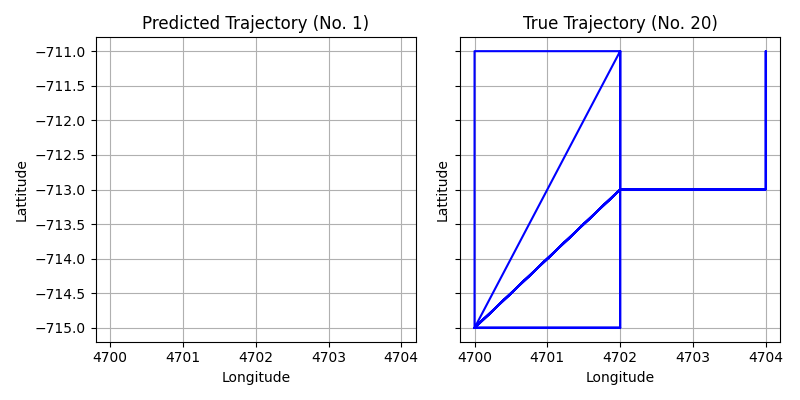 Predicted Trajectory (No. 1)
True Trajectory (No. 20)
−711.0
−711.5
−712.0
−712.5
−713.0
−713.5
−714.0
−714.5
−715.0
Lattitude
Lattitude
4700 4701 4702 4703 4704
4700 4701 4702 4703 4704
Longitude
Longitude